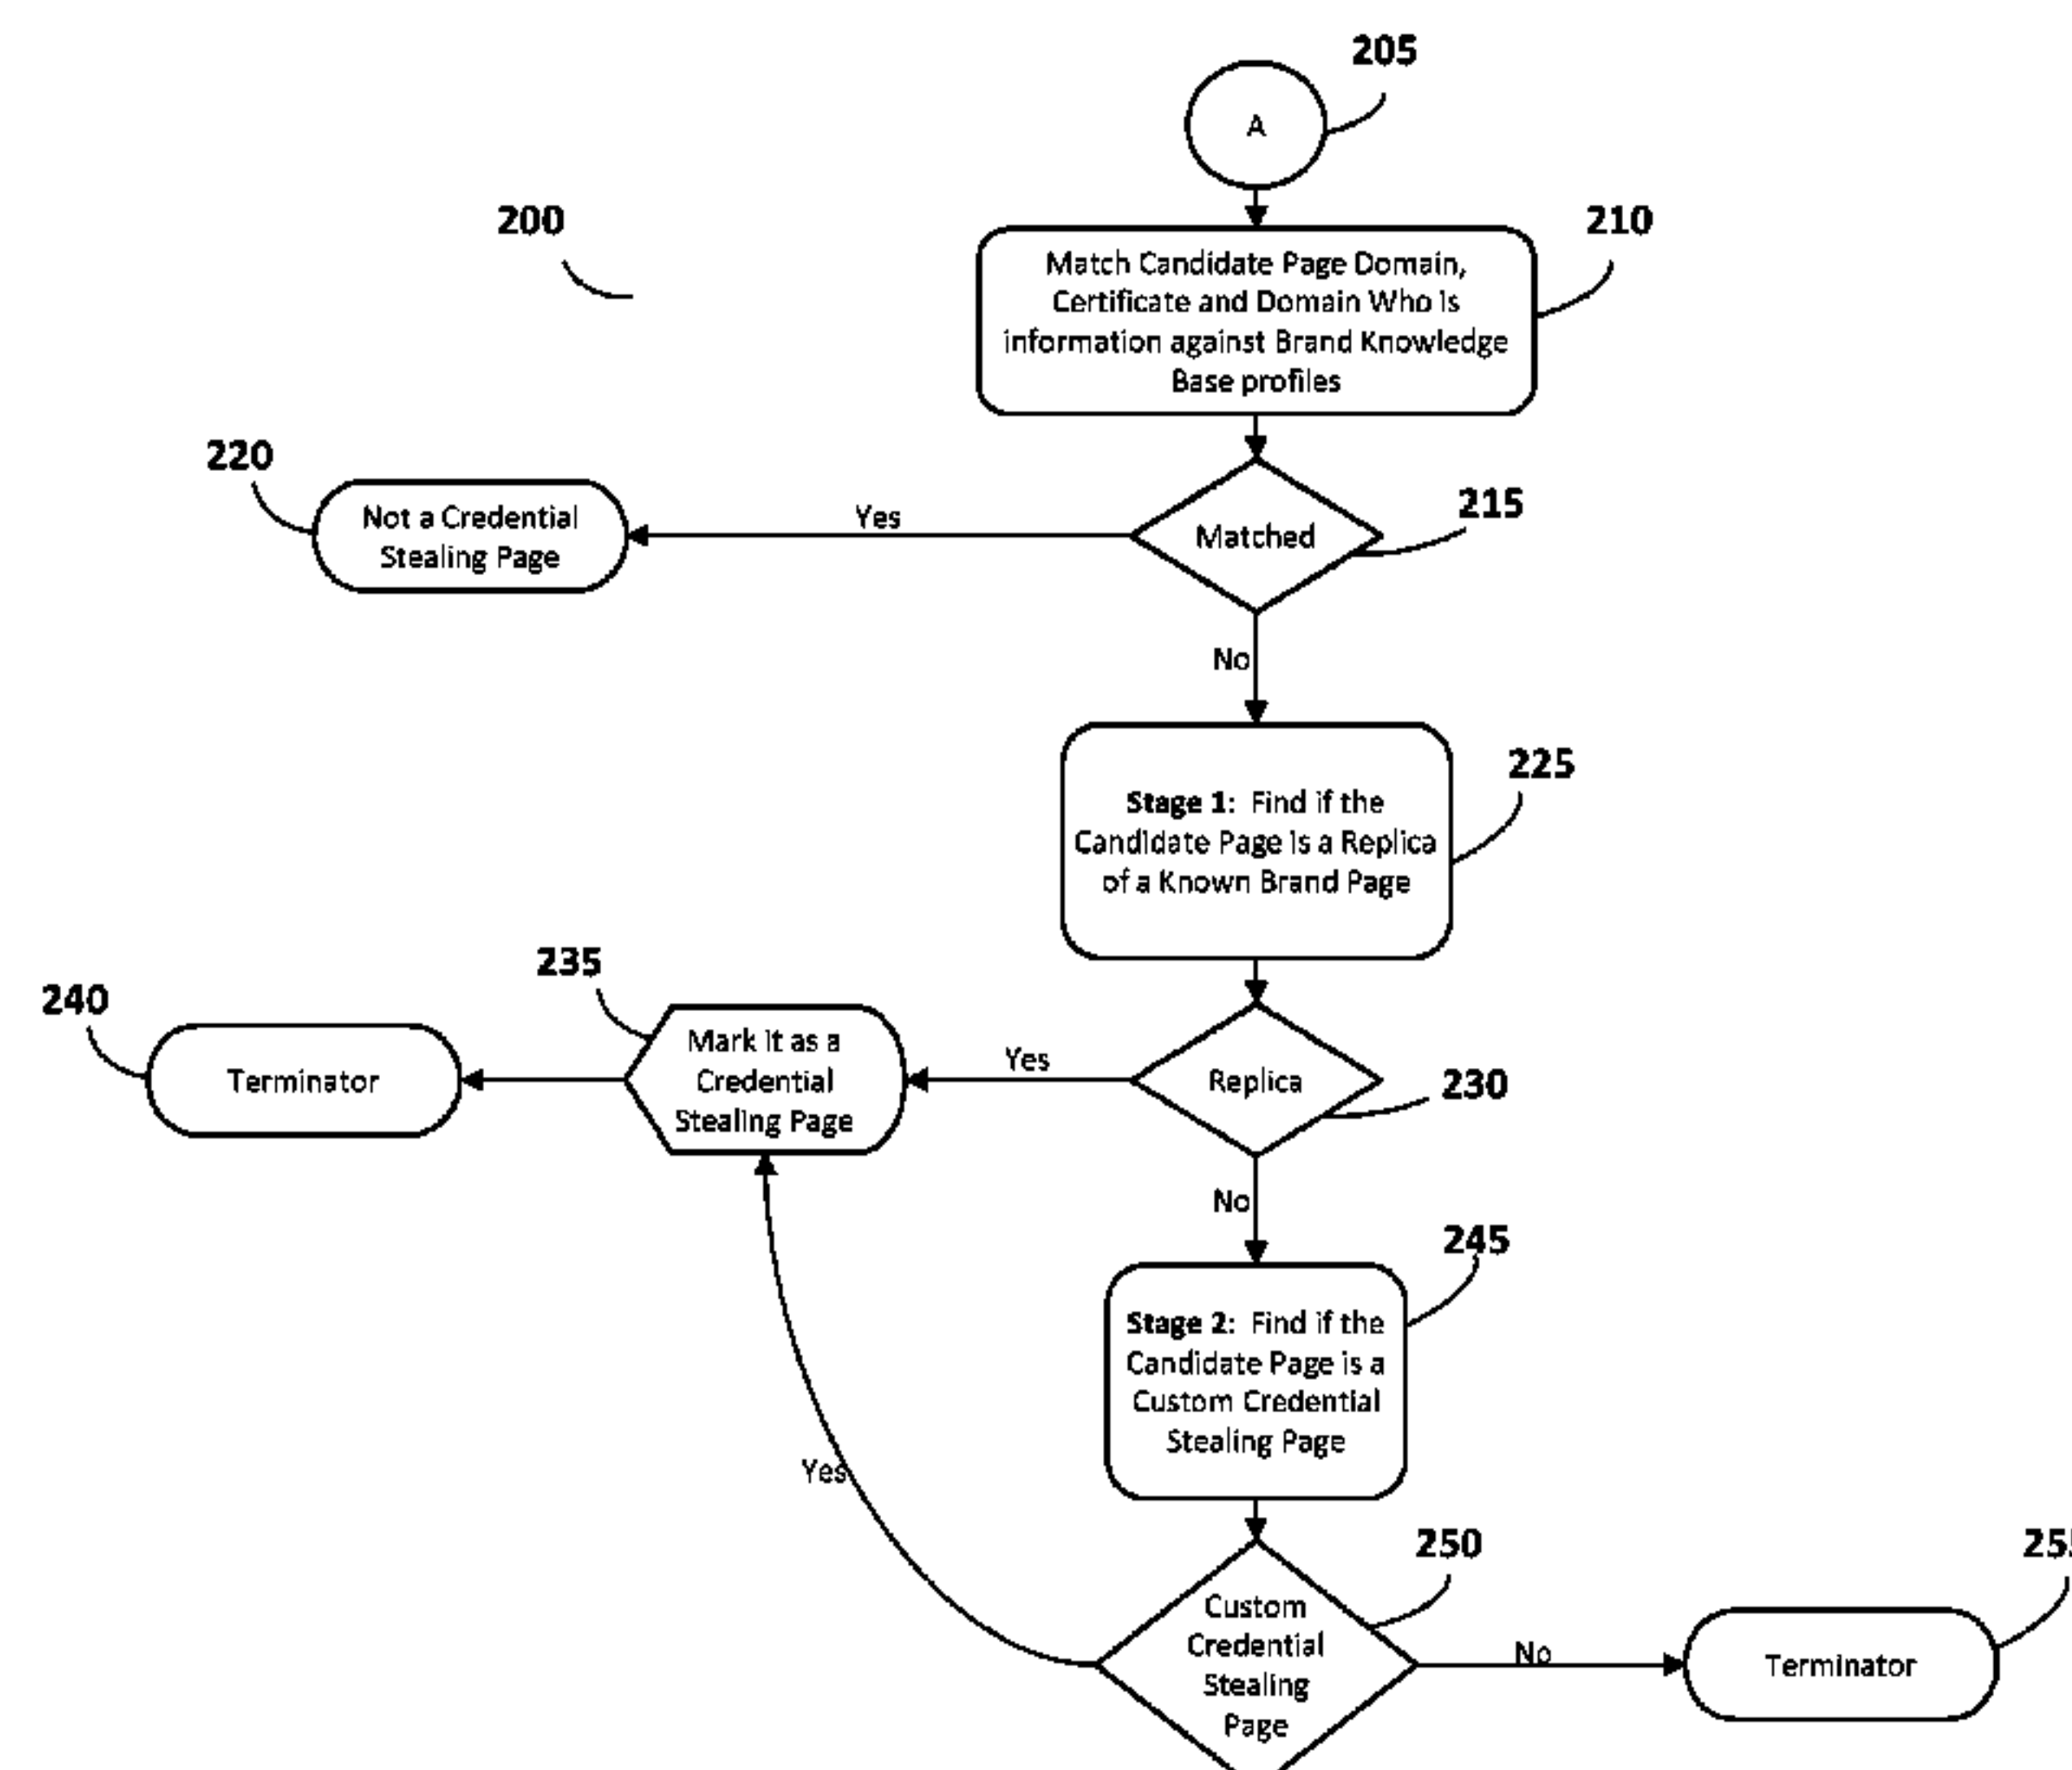 205
A
200
210
Match Candidate Page Domain,
Certificate and Domain Who Is
information against Brand Knowledge
Base profiles
220
Not a Credential
Stealing Page
Yes
Matched
215
No
225
Stage 1: Find if the
Candidate Page is a Replica
of a Known Brand Page
235
240
Terminator
Mark it as a
Credential
Stealing Page
Yes
Replica
230
No
245
Stage 2: Find if the
Candidate Page is a
Custom Credential
Stealing Page
Yes
250
Custom
Credential
Stealing
Page
No
Terminator